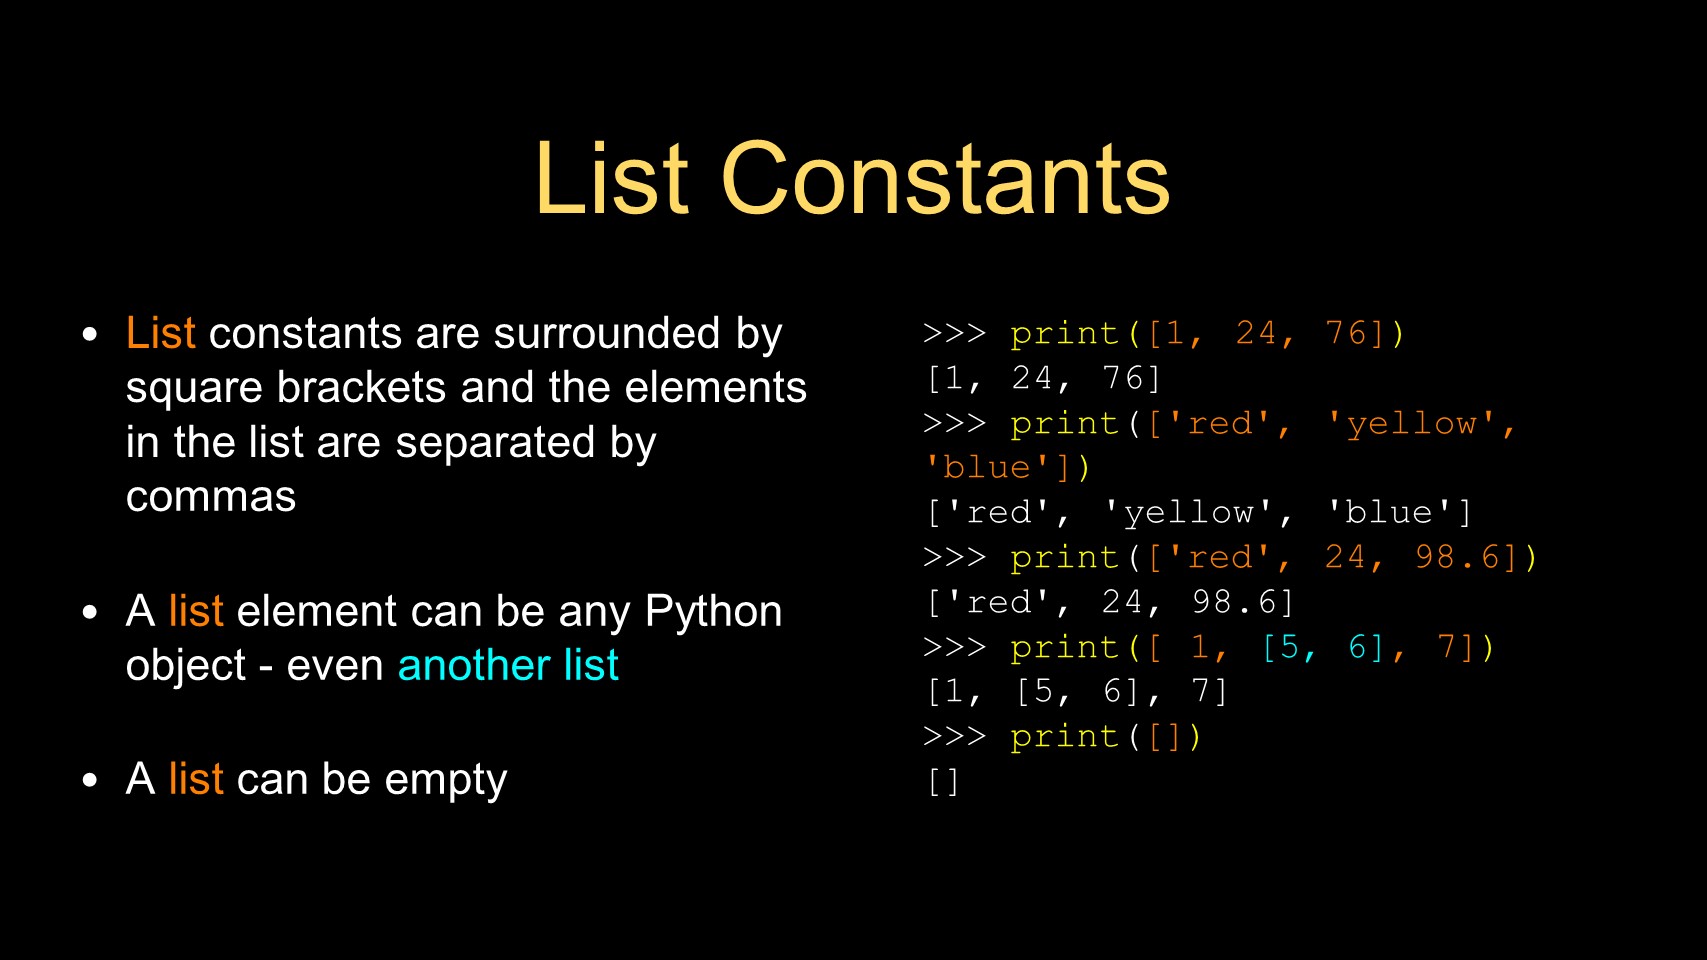 List Constants
• List constants are surrounded by
square brackets and the elements
in the list are separated by
commas
• A list element can be any Python
object - even another list
• A list can be empty
>>> print([1, 24, 76])
[1, 24, 76]
>>> print(['red', 'yellow',
'blue'])
['red', 'yellow', 'blue']
>>> print(['red', 24, 98.6])
['red', 24, 98.6]
>>> print([ 1, [5, 6], 7])
[1, [5, 6], 7]
>>> print([])
[]